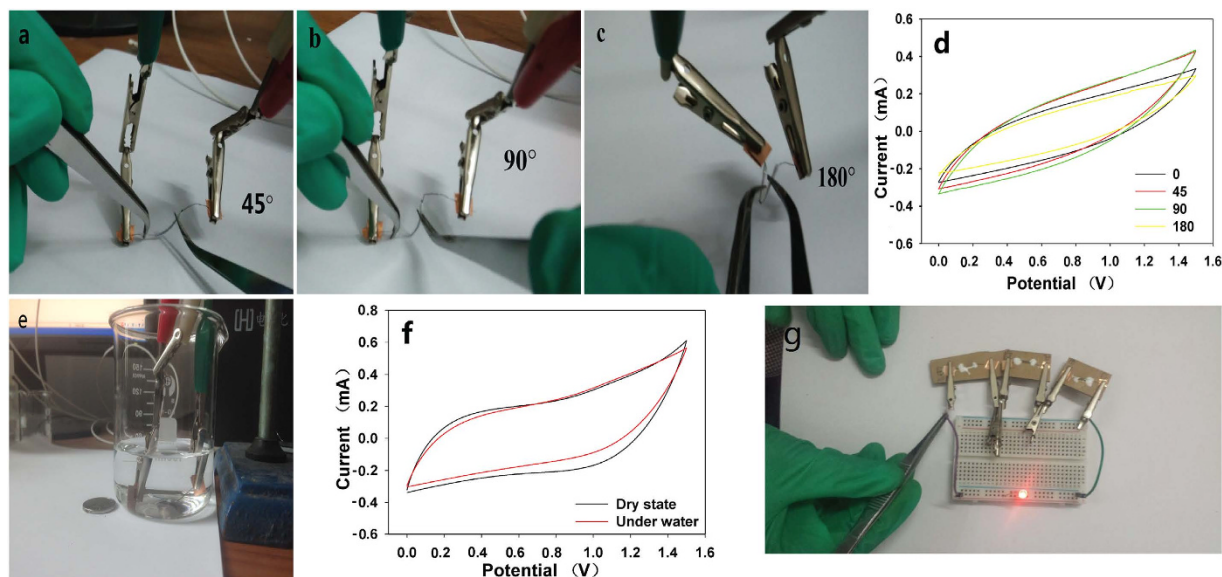 a
45°
b
90°
c
180°
d
Current (mA)
0.6
0.4
0.2
0.0
-0.2
-0.4
-0.6
0
45
90
180
0.0 0.2 0.4 0.6 0.8 1.0 1.2 1.4 1.6
Potential (V)
e
f
Current (mA)
0.8
0.6
0.4
0.2
0.0
-0.2
-0.4
-0.6
Dry state
Under water
0.0 0.2 0.4 0.6 0.8 1.0 1.2 1.4 1.6
Potential (V)
g